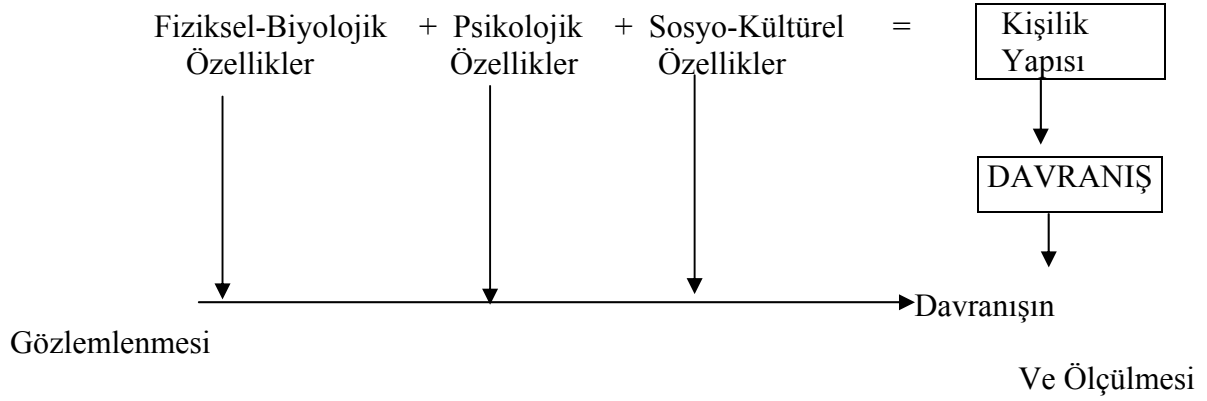 Fiziksel-Biyolojik + Psikolojik + Sosyo-Kültürel = Kişilik
Özellikler Özellikler Özellikler Yapısı
DAVRANIŞ
Davranışın
Gözlemlenmesi
Ve Ölçülmesi